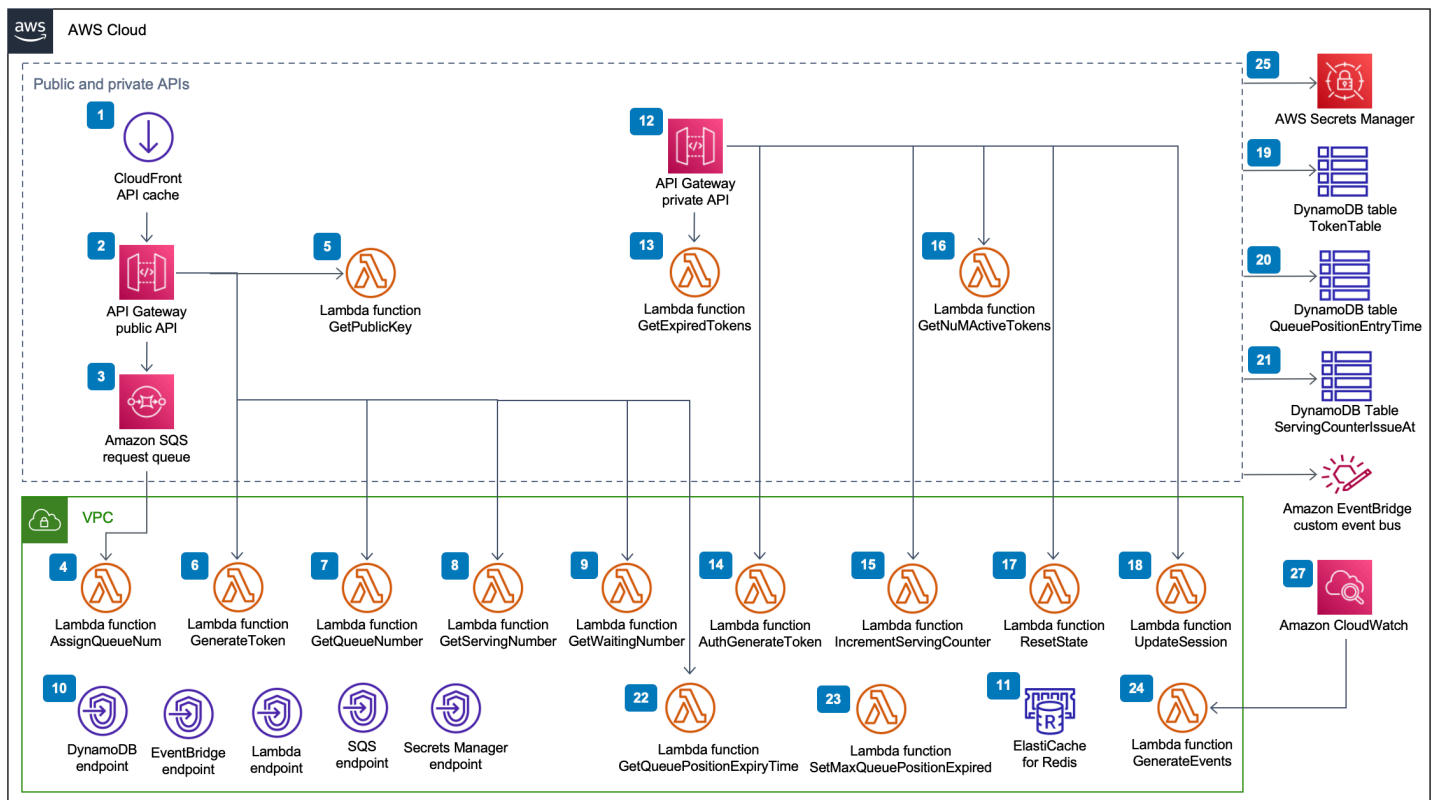 aws
AWS Cloud
Public and private APIs
1
CloudFront
API cache
2
API Gateway
public API
3
Amazon SQS
request queue
5
Lambda function
GetPublicKey
12
API Gateway
private API
13
Lambda function
GetExpiredTokens
16
Lambda function
GetNuMActiveTokens
25
AWS Secrets Manager
19
DynamoDB table
TokenTable
20
DynamoDB table
QueuePositionEntryTime
21
DynamoDB Table
ServingCounterIssueAt
Amazon EventBridge
custom event bus
27
Amazon CloudWatch
VPC
4
Lambda function
AssignQueueNum
6
Lambda function
GenerateToken
7
Lambda function
GetQueueNumber
8
Lambda function
GetServingNumber
9
Lambda function
GetWaitingNumber
14
Lambda function
AuthGenerateToken
15
Lambda function
IncrementServingCounter
17
Lambda function
ResetState
18
Lambda function
UpdateSession
10
DynamoDB
endpoint
EventBridge
endpoint
Lambda
endpoint
SQS
endpoint
Secrets Manager
endpoint
22
Lambda function
GetQueuePositionExpiryTime
23
Lambda function
SetMaxQueuePositionExpired
11
R
ElastiCache
for Redis
24
Lambda function
GenerateEvents